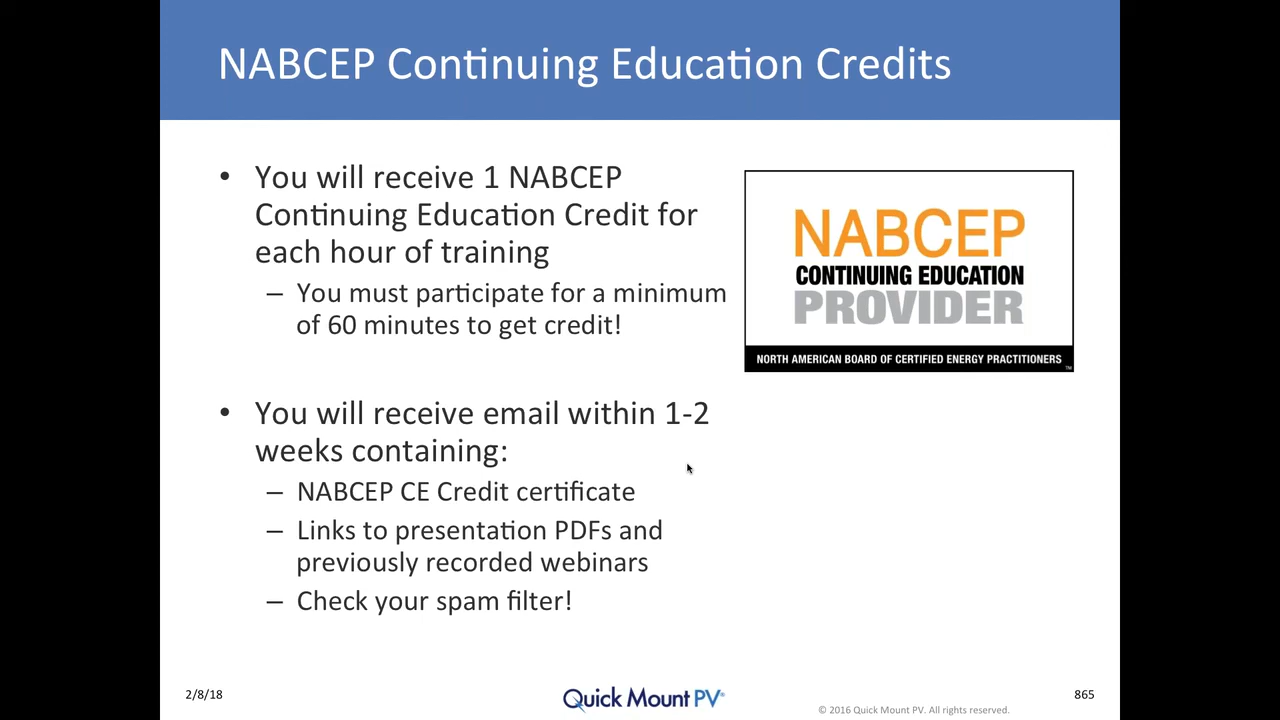 NABCEP Continuing Education Credits
• You will receive 1 NABCEP
Continuing Education Credit for
each hour of training
– You must participate for a minimum
of 60 minutes to get credit!
• You will receive email within 1-2
weeks containing:
– NABCEP CE Credit certificate
– Links to presentation PDFs and
previously recorded webinars
– Check your spam filter!
NABCEP
CONTINUING EDUCATION
PROVIDER
NORTH AMERICAN BOARD OF CERTIFIED ENERGY PRACTITIONERS
TM
2/8/18
Quick Mount PV®
© 2016 Quick Mount PV. All rights reserved.
865